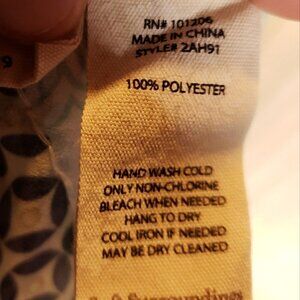 RN# 101206
MADE IN CHINA
STYLE# 2AH91
9
100% POLYESTER
HAND WASH COLD
ONLY NON-CHLORINE
BLEACH WHEN NEEDED
HANG TO DRY
COOL IRON IF NEEDED
MAY BE DRY CLEANED